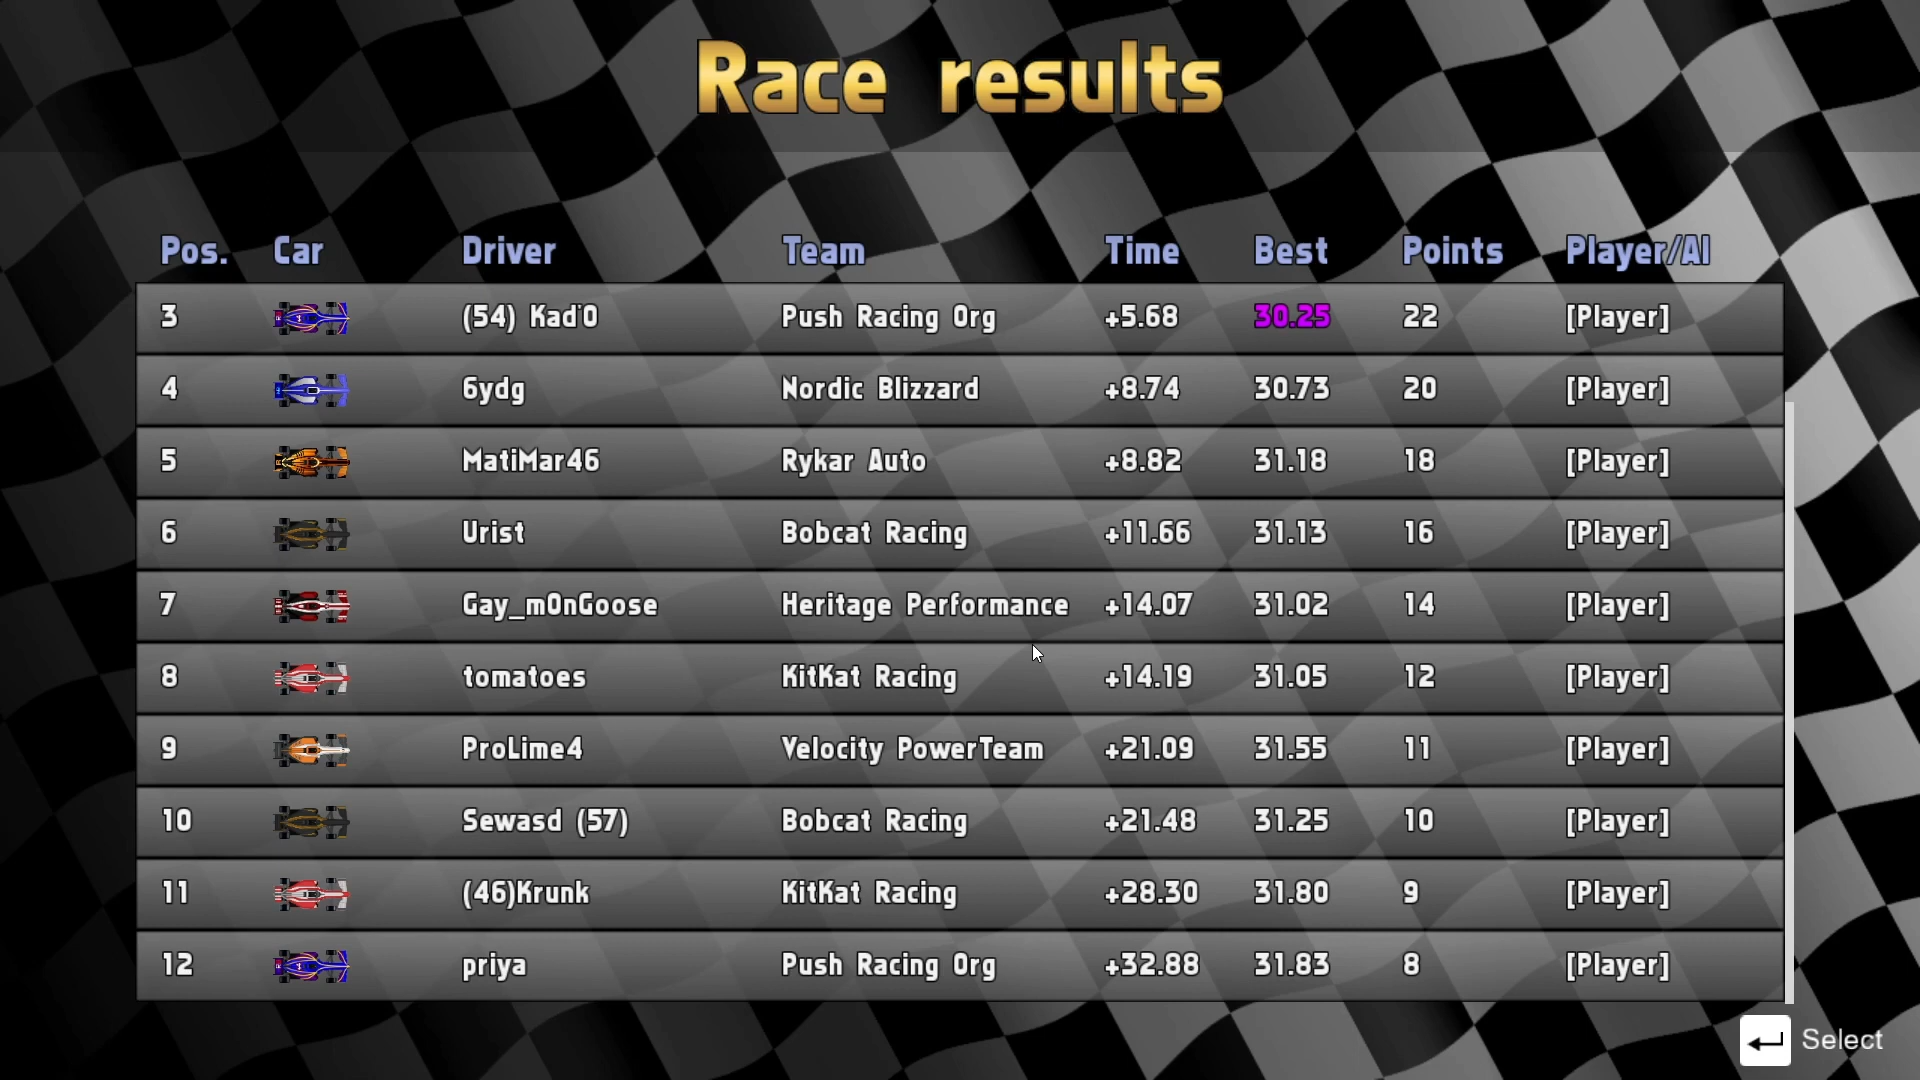 Race results
Pos. Car Driver Team Time Best Points Player/AI
3 (54) Kad'O Push Racing Org +5.68 30.25 22 [Player]
4 6ydg Nordic Blizzard +8.74 30.73 20 [Player]
5 MatiMar46 Rykar Auto +8.82 31.18 18 [Player]
6 Urist Bobcat Racing +11.66 31.13 16 [Player]
7 Gay_m0nGoose Heritage Performance +14.07 31.02 14 [Player]
8 tomatoes KitKat Racing +14.19 31.05 12 [Player]
9 ProLime4 Velocity PowerTeam +21.09 31.55 11 [Player]
10 Sewasd (57) Bobcat Racing +21.48 31.25 10 [Player]
11 (46)Krunk KitKat Racing +28.30 31.80 9 [Player]
12 priya Push Racing Org +32.88 31.83 8 [Player]
Select